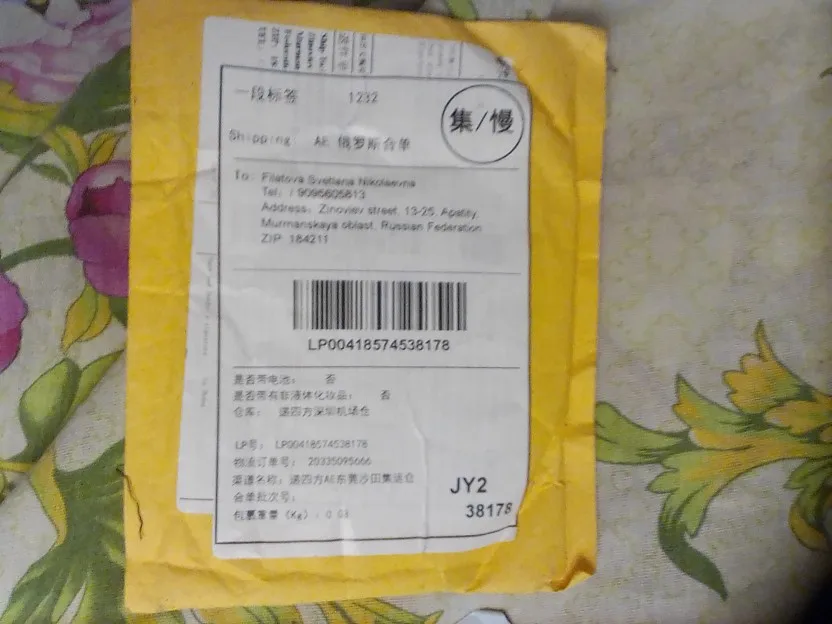 一段标签 1232
集/慢
Shipping AE 俄罗斯合单
To: Filatova Svetlana Nikolaevna
Tel: / 9095605613
Address: Zinoviev street, 13-25, Apatity,
Murmanskaya oblast, Russian Federation
ZIP 184211
LP00418574538178
是否带电池: 否
是否带有非液体化妆品: 否
仓库: 递四方深圳机场仓
LP号: LP00418574538178
物流订单号: 20335095666
渠道名称: 递四方AE东莞沙田集运仓
合单批次号:
包裹重量 (Kg): 0.03
JY2
38178